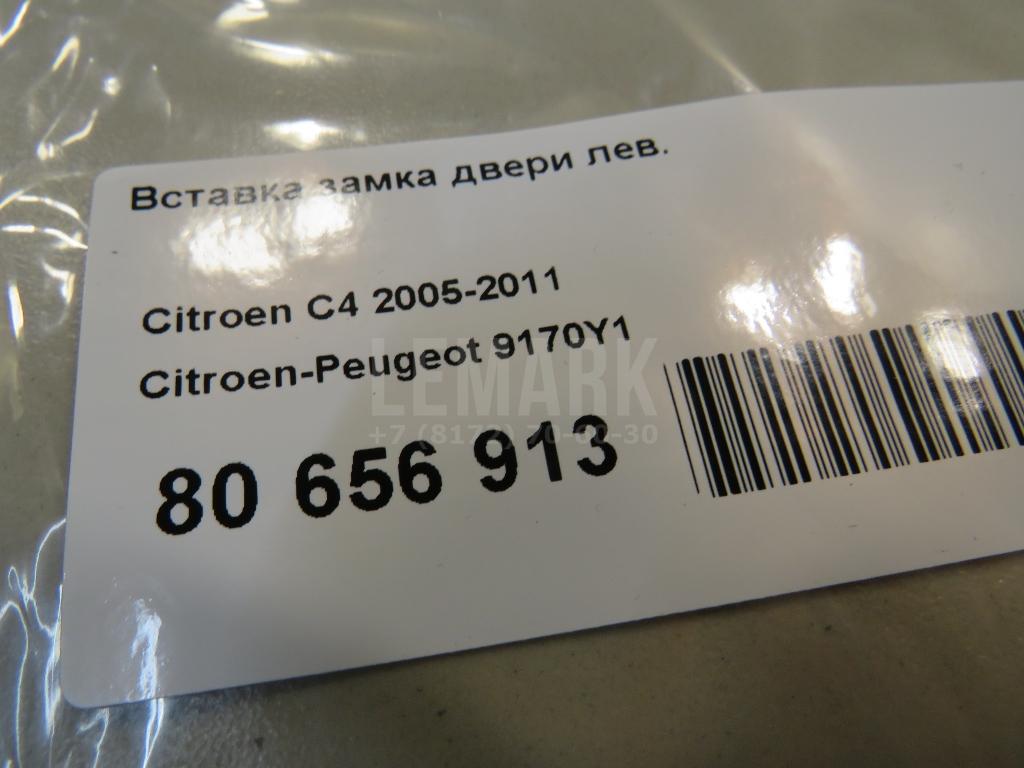 Вставка замка двери лев.
Citroen C4 2005-2011
Citroen-Peugeot 9170Y1
LEMARK
80 656 913